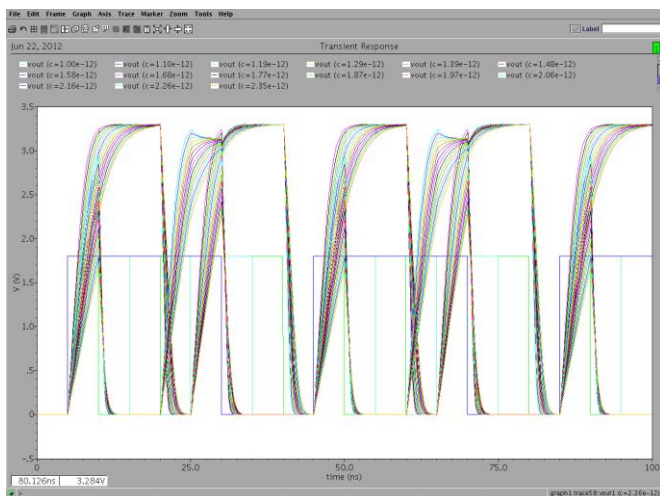 File Edit Frame Graph Axis Trace Marker Zoom Tools Help
Label
Jun 22, 2012 Transient Response
vout (c=1.00e-12) vout (c=1.10e-12) vout (c=1.19e-12) vout (c=1.29e-12) vout (c=1.39e-12) vout (c=1.48e-12)
vout (c=1.58e-12) vout (c=1.68e-12) vout (c=1.77e-12) vout (c=1.87e-12) vout (c=1.97e-12) vout (c=2.06e-12)
vout (c=2.16e-12) vout (c=2.26e-12) vout (c=2.35e-12)
3.5
3.0
2.5
2.0
V (V)
1.5
1.0
.5
0
-.5
0 25.0 50.0 75.0 100
time (ns)
80.126ns 3.284V
> graph1 trace58 vout1 (c=2.26e-12)